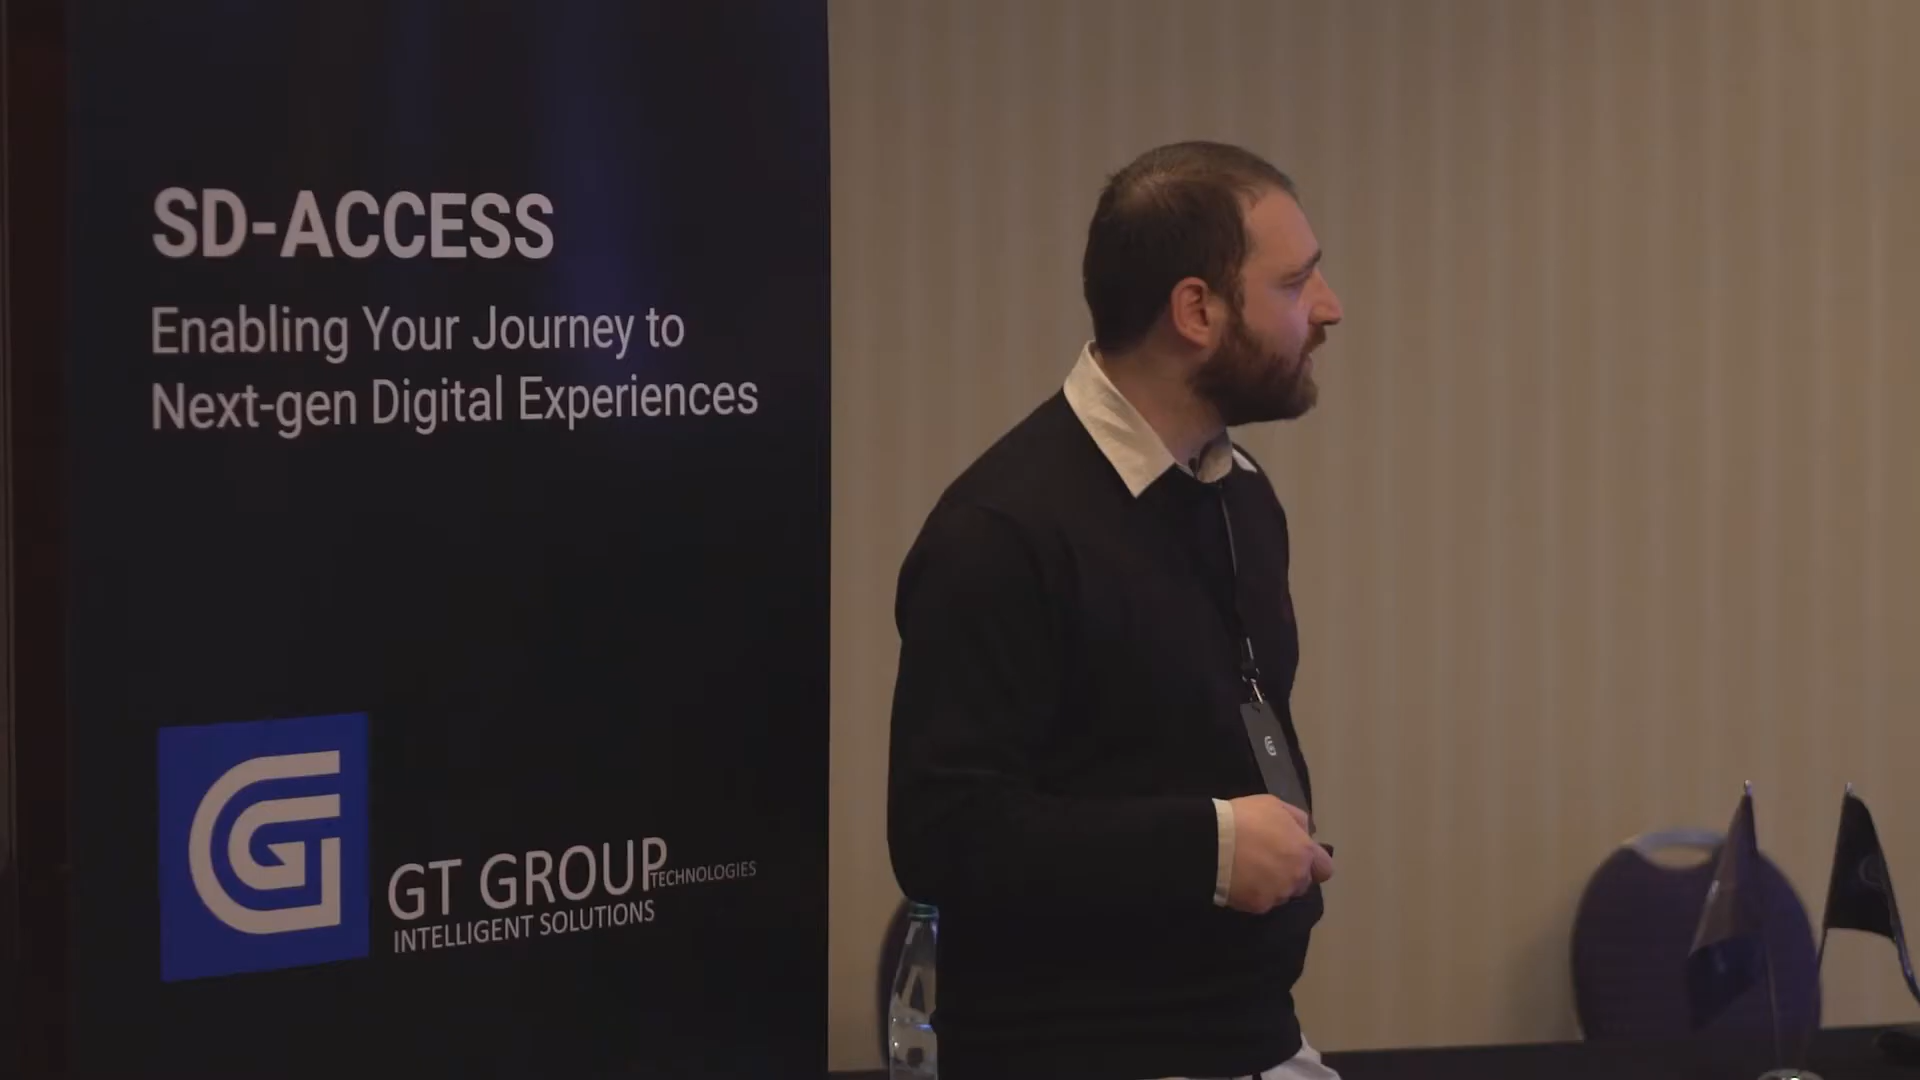 SD-ACCESS
Enabling Your Journey to
Next-gen Digital Experiences
GT GROUP
TECHNOLOGIES
INTELLIGENT SOLUTIONS